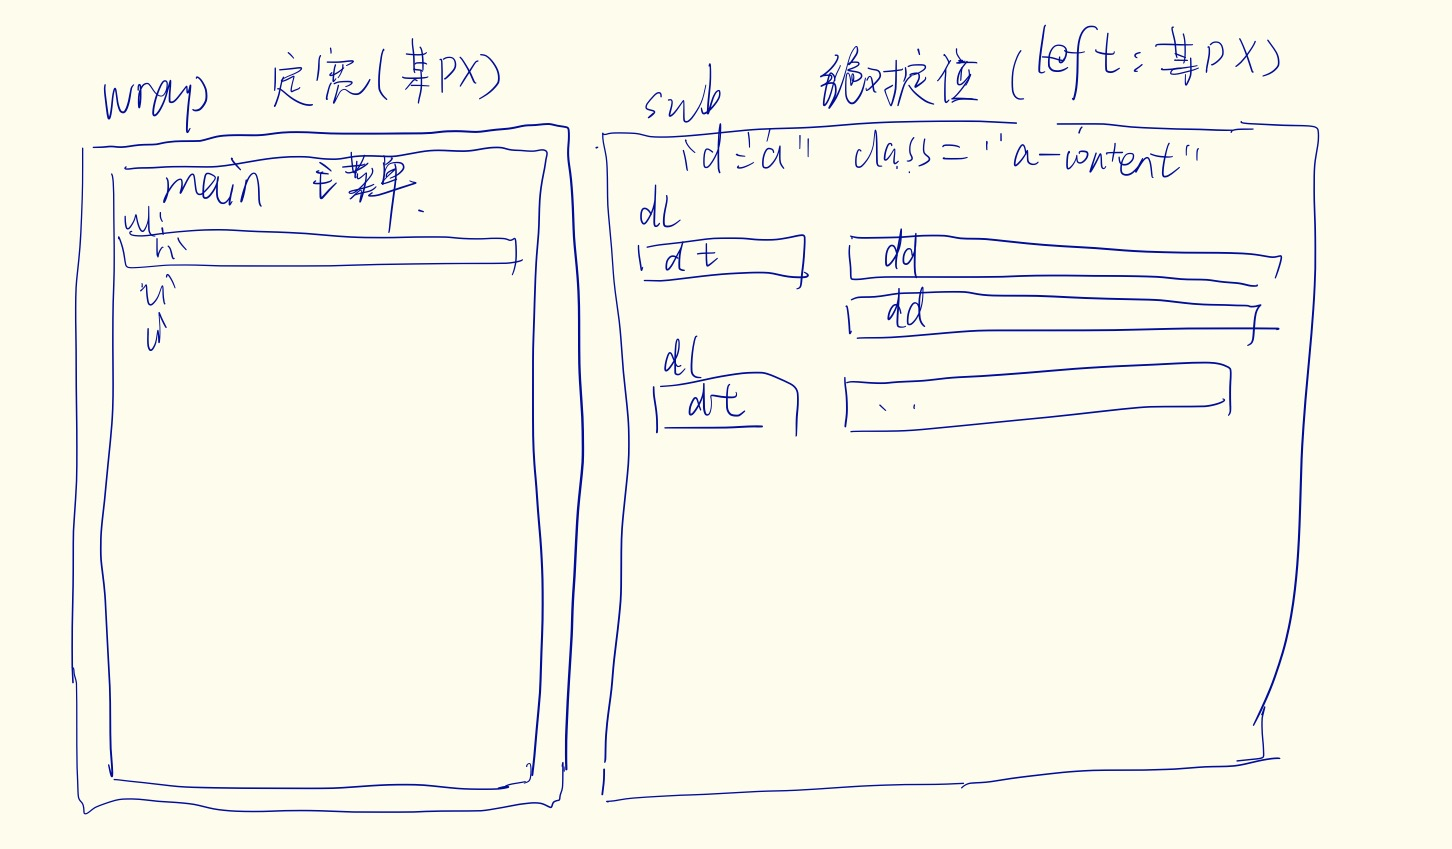 wrap 定宽(某PX)
main 主菜单.
ul:
li
li
li
sub 绝对定位 (left:某PX)
id="a" class="a-content"
dl
dt dd
dd
dl
dt ..